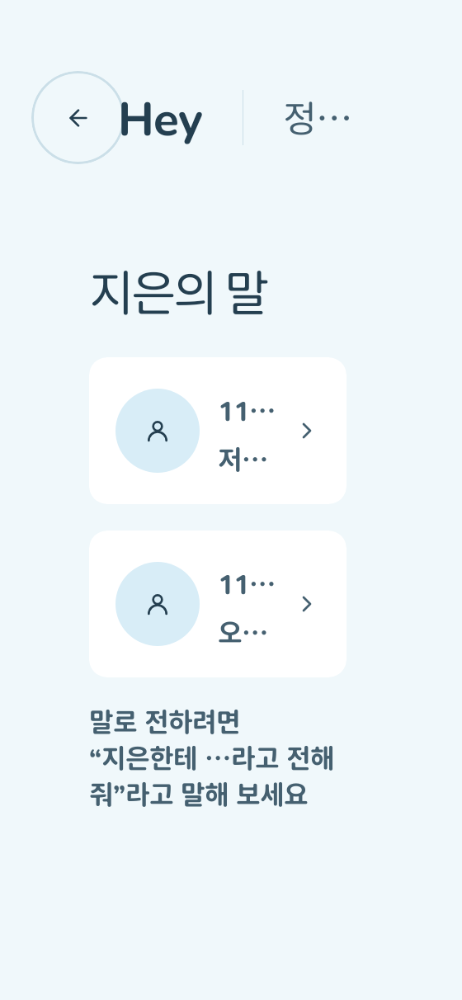 Hey
정…
지은의 말
11…
저…
11…
오…
말로 전하려면
“지은한테 …라고 전해
줘”라고 말해 보세요